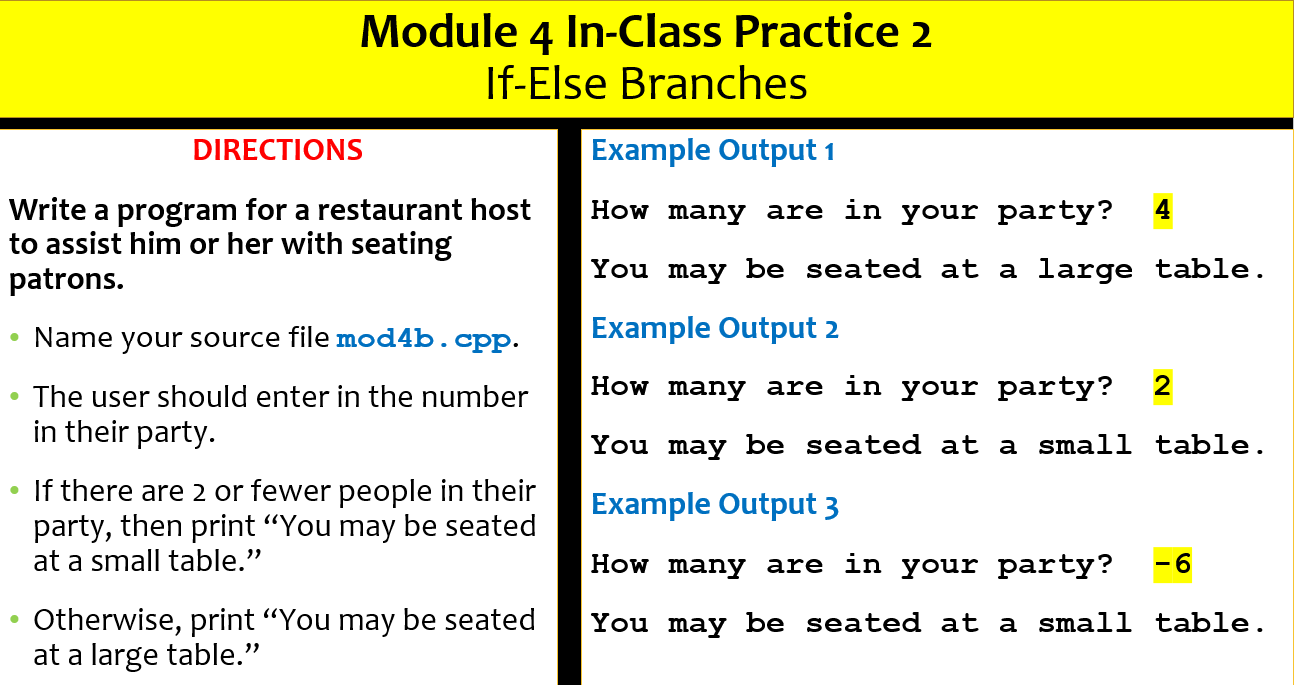 Module 4 In-Class Practice 2
If-Else Branches
DIRECTIONS
Write a program for a restaurant host
to assist him or her with seating
patrons.
• Name your source file mod4b.cpp.
• The user should enter in the number
in their party.
• If there are 2 or fewer people in their
party, then print “You may be seated
at a small table.”
• Otherwise, print “You may be seated
at a large table.”
Example Output 1
How many are in your party? 4
You may be seated at a large table.
Example Output 2
How many are in your party? 2
You may be seated at a small table.
Example Output 3
How many are in your party? -6
You may be seated at a small table.